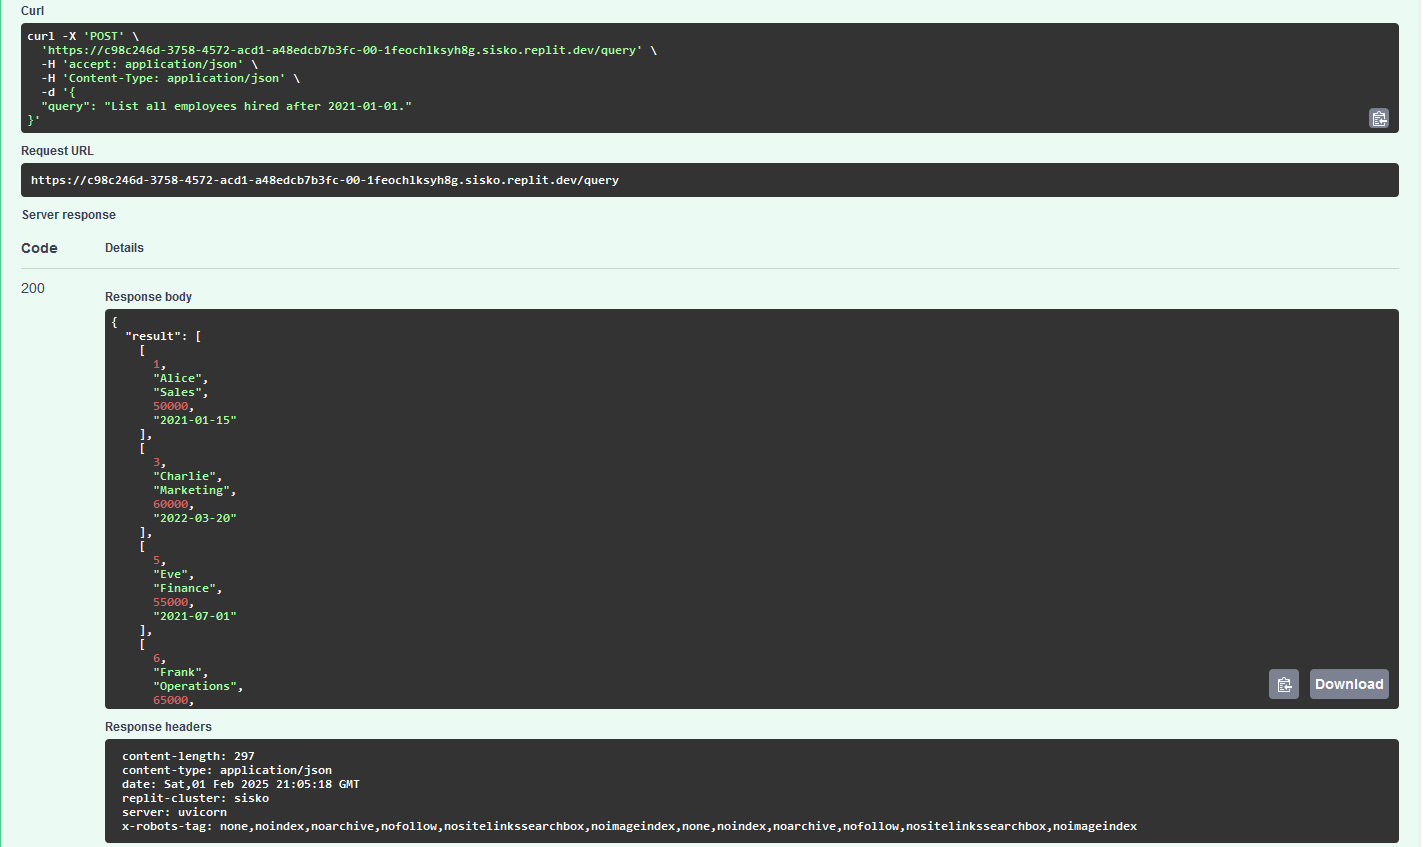 Curl
curl -X 'POST' \
  'https://c98c246d-3758-4572-acd1-a48edcb7b3fc-00-1feochlksyh8g.sisko.replit.dev/query' \
  -H 'accept: application/json' \
  -H 'Content-Type: application/json' \
  -d '{
  "query": "List all employees hired after 2021-01-01."
}'
Request URL
https://c98c246d-3758-4572-acd1-a48edcb7b3fc-00-1feochlksyh8g.sisko.replit.dev/query
Server response
Code Details
200
Response body
{
  "result": [
    [
      1,
      "Alice",
      "Sales",
      50000,
      "2021-01-15"
    ],
    [
      3,
      "Charlie",
      "Marketing",
      60000,
      "2022-03-20"
    ],
    [
      5,
      "Eve",
      "Finance",
      55000,
      "2021-07-01"
    ],
    [
      6,
      "Frank",
      "Operations",
      65000,
Download
Response headers
content-length: 297
content-type: application/json
date: Sat,01 Feb 2025 21:05:18 GMT
replit-cluster: sisko
server: uvicorn
x-robots-tag: none,noindex,noarchive,nofollow,nositelinkssearchbox,noimageindex,none,noindex,noarchive,nofollow,nositelinkssearchbox,noimageindex